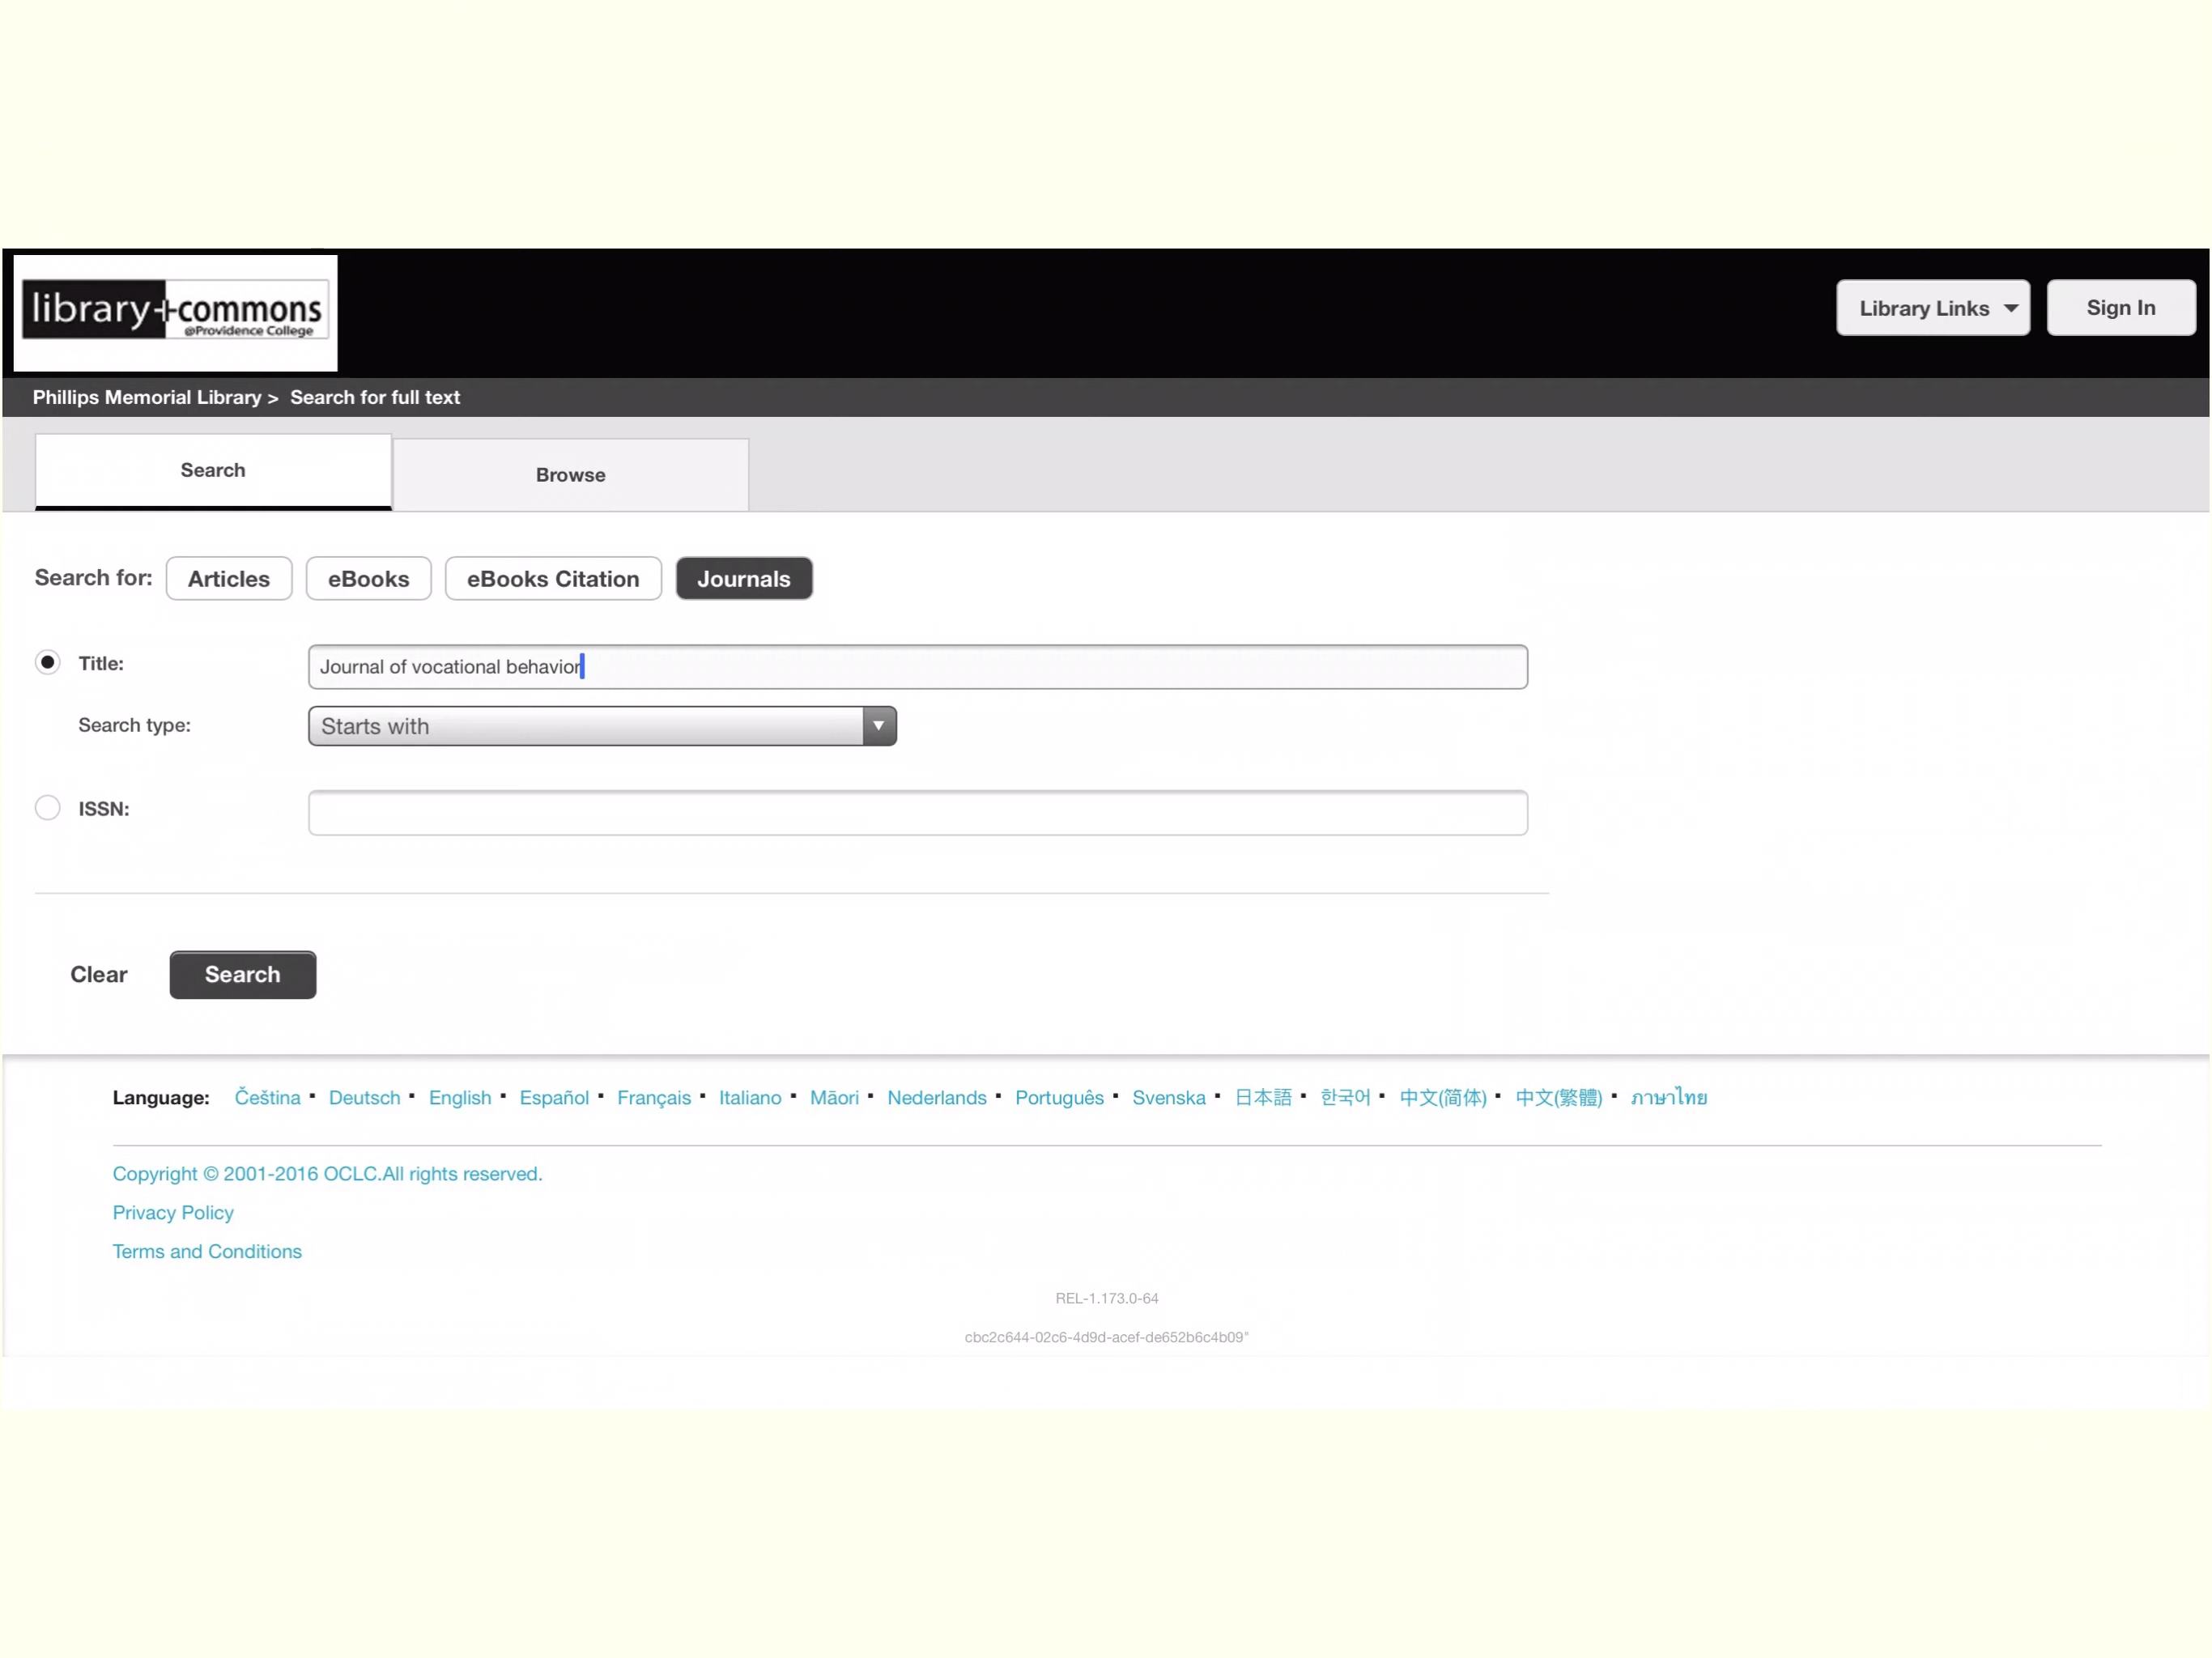 library+commons
@Providence College
Library Links
Sign In
Phillips Memorial Library > Search for full text
Search
Browse
Search for: Articles eBooks eBooks Citation Journals
Title: Journal of vocational behavior
Search type: Starts with
ISSN:
Clear Search
Language: Čeština ▪ Deutsch ▪ English ▪ Español ▪ Français ▪ Italiano ▪ Māori ▪ Nederlands ▪ Português ▪ Svenska ▪ 日本語 ▪ 한국어 ▪ 中文(简体) ▪ 中文(繁體) ▪ ภาษาไทย
Copyright © 2001-2016 OCLC.All rights reserved.
Privacy Policy
Terms and Conditions
REL-1.173.0-64
cbc2c644-02c6-4d9d-acef-de652b6c4b09"